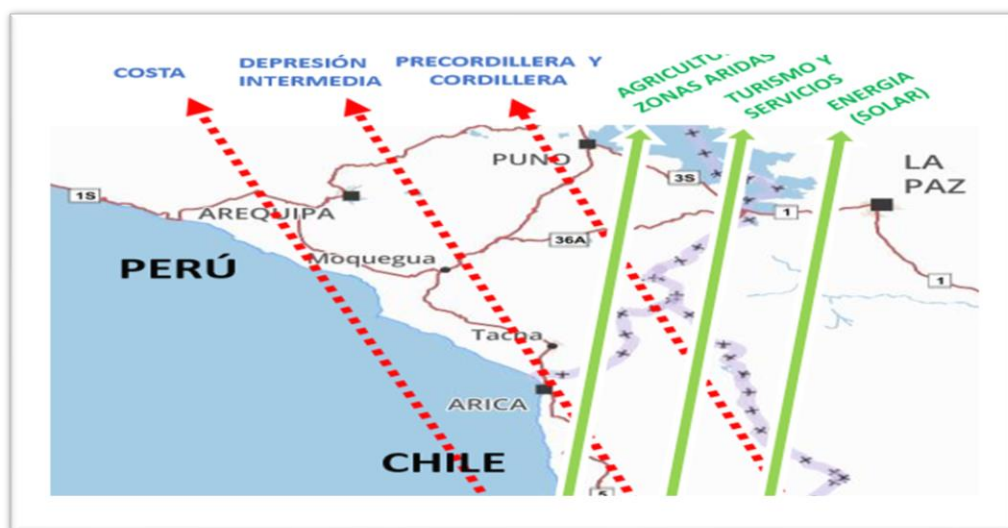 COSTA
DEPRESIÓN
INTERMEDIA
PRECORDILLERA Y
CORDILLERA
ZONAS ARIDAS
TURISMO Y
SERVICIOS
ENERGIA
(SOLAR)
PUNO
LA
PAZ
3S
1S
AREQUIPA
1
36A
Moquegua
PERÚ
1
Tacna
ARICA
CHILE
5